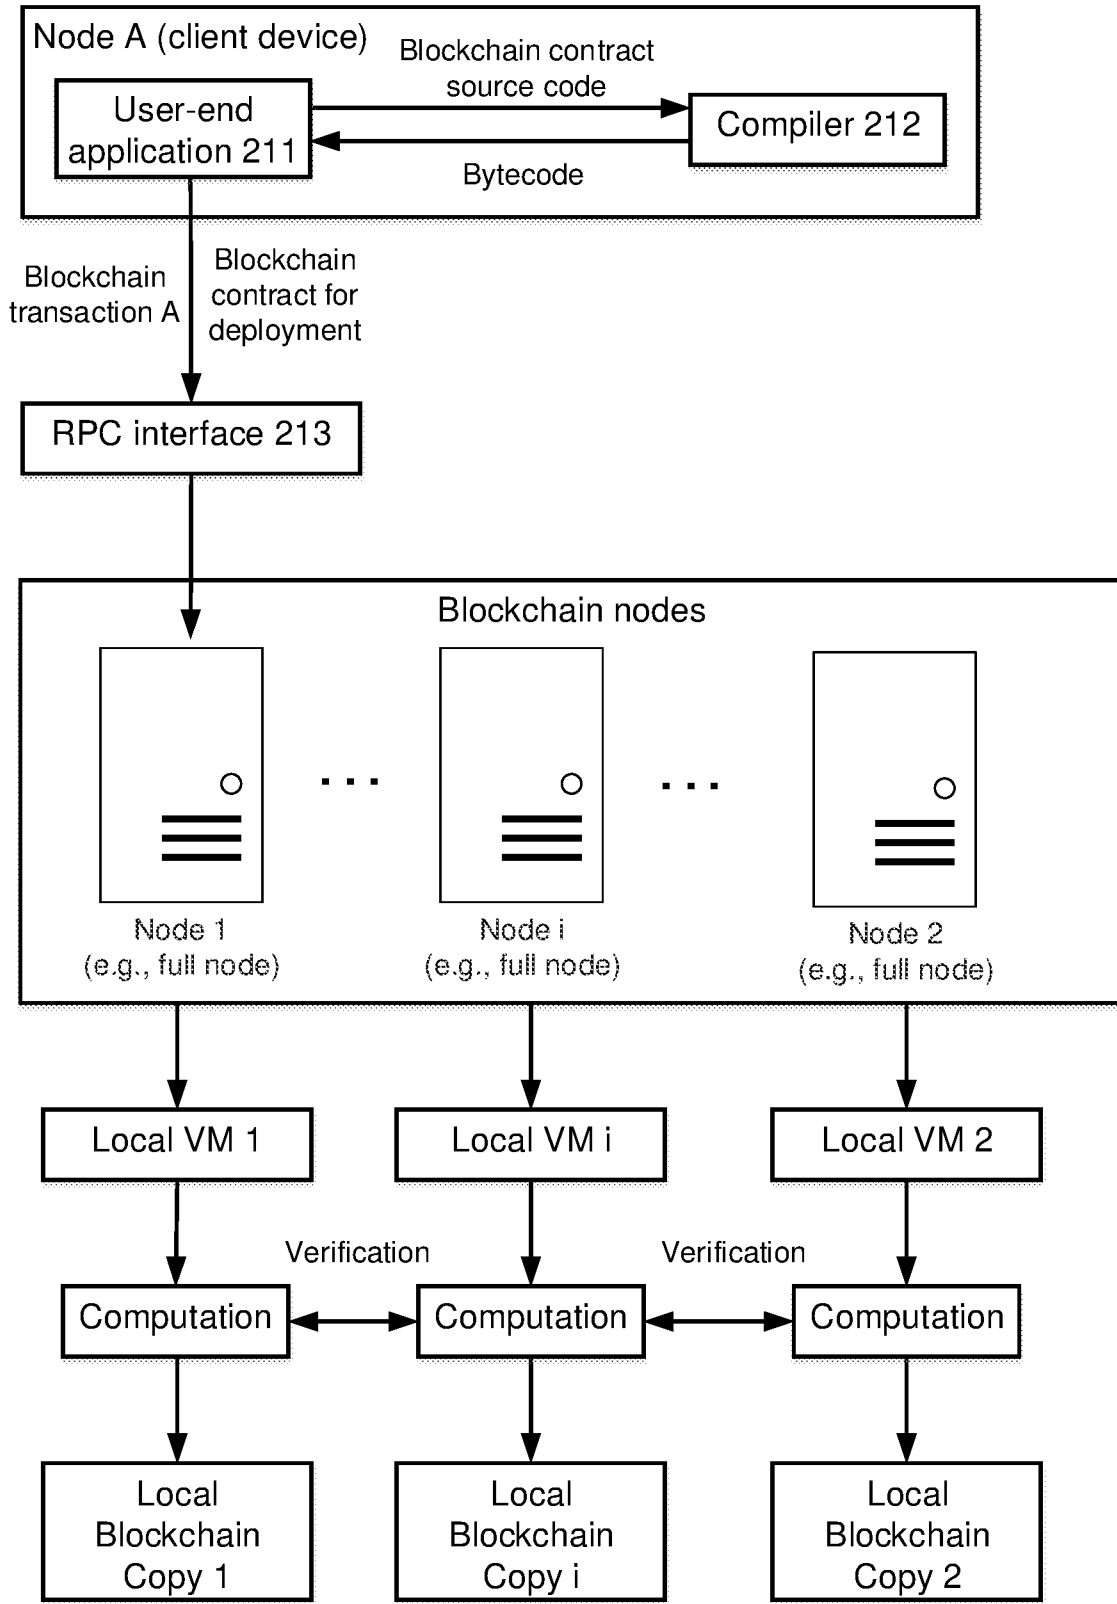 Node A (client device)
Blockchain contract
source code
User-end
application 211
Compiler 212
Bytecode
Blockchain
transaction A
Blockchain
contract for
deployment
RPC interface 213
Blockchain nodes
...
...
Node 1
(e.g., full node)
Node i
(e.g., full node)
Node 2
(e.g., full node)
Local VM 1
Local VM i
Local VM 2
Verification
Verification
Computation
Computation
Computation
Local
Blockchain
Copy 1
Local
Blockchain
Copy i
Local
Blockchain
Copy 2